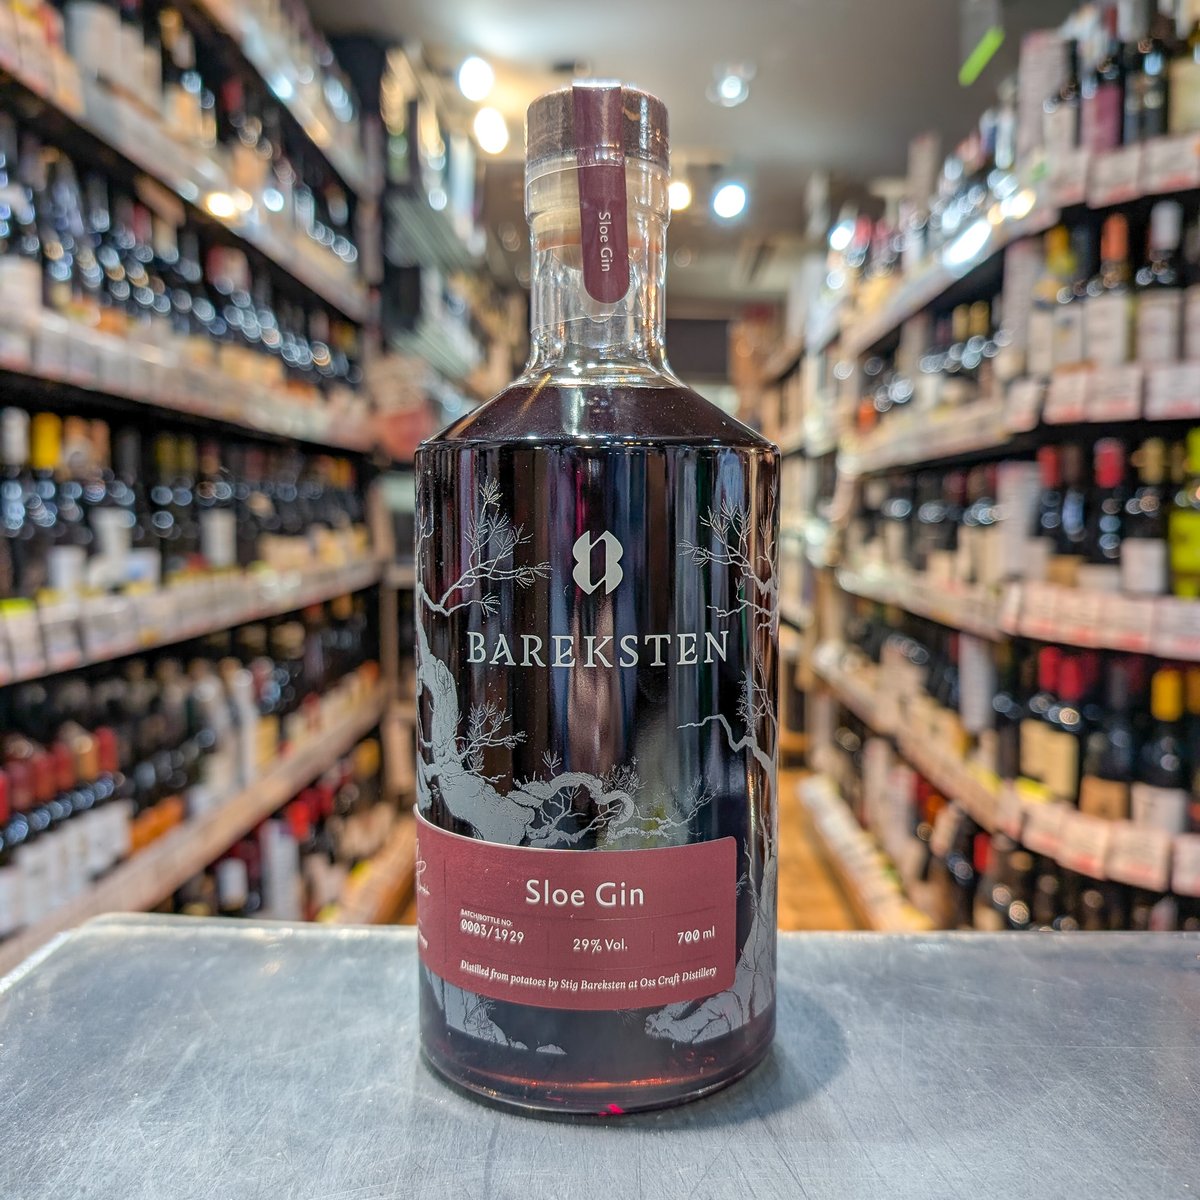 Sloe Gin
BAREKSTEN
Sloe Gin
BATCH/BOTTLE NO:
0003/1929
29% Vol.
700 ml
Distilled from potatoes by Stig Bareksten at Oss Craft Distillery